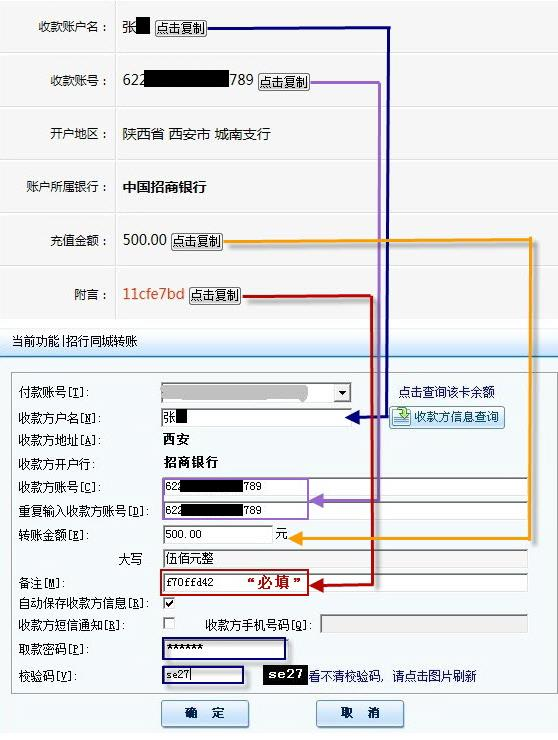 收款账户名： 张 点击复制
收款账号： 622 789 点击复制
开户地区： 陕西省 西安市 城南支行
账户所属银行： 中国招商银行
充值金额： 500.00 点击复制
附言： 11cfe7bd 点击复制
当前功能|招行同城转账
付款账号[T]: 点击查询该卡余额
收款方户名[N]: 张 收款方信息查询
收款方地址[A]: 西安
收款方开户行: 招商银行
收款方账号[C]: 622 789
重复输入收款方账号[D]: 622 789
转账金额[E]: 500.00 元
大写 伍佰元整
备注[M]: f70ffd42 “必填”
自动保存收款方信息[R]:
收款方短信通知[R]: 收款方手机号码[Q]:
取款密码[P]: ******
校验码[V]: se27 se27 看不清校验码, 请点击图片刷新
确 定 取 消